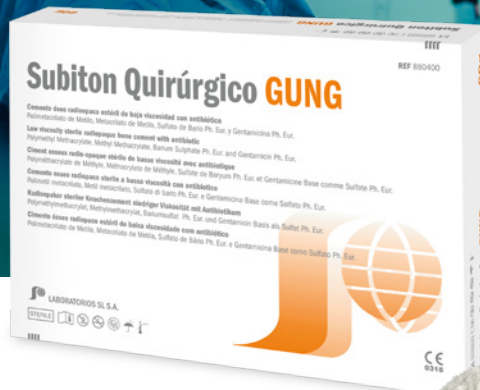 REF 880400
Subiton Quirúrgico GUNG
Cemento óseo radiopaco estéril de baja viscosidad con antibiótico
Polimetacrilato de Metilo, Metacrilato de Metilo, Sulfato de Bario Ph. Eur. y Gentamicina Ph. Eur.
Low viscosity sterile radiopaque bone cement with antibiotic
Polymethyl Methacrylate, Methyl Methacrylate, Barium Sulphate Ph. Eur. and Gentamicin Ph. Eur.
Ciment osseux radio-opaque stérile de basse viscosité avec antibiotique
Polyméthacrylate de Méthyle, Méthacrylate de Méthyle, Sulfate de Baryum Ph. Eur. et Gentamicine Base comme Sulfate Ph. Eur.
Cemento osseo radiopaco sterile a bassa viscosità con antibiotico
Polimetil metacrilato, Metil metacrilato, Solfato di bario Ph. Eur. e Gentamicina Base come Solfato Ph. Eur.
Radiopaker steriler Knochenzement niedriger Viskosität mit Antibiotikum
Polymethylmethacrylat, Methylmethacrylat, Bariumsulfat Ph. Eur. und Gentamicin Basis als Sulfat Ph. Eur.
Cimento ósseo radiopaco estéril de baixa viscosidade com antibiótico
Polimetacrilato de Metila, Metacrilato de Metila, Sulfato de Bário Ph. Eur. e Gentamicina Base como Sulfato Ph. Eur.
LABORATORIOS SL S.A.
STERILE
CE
0318